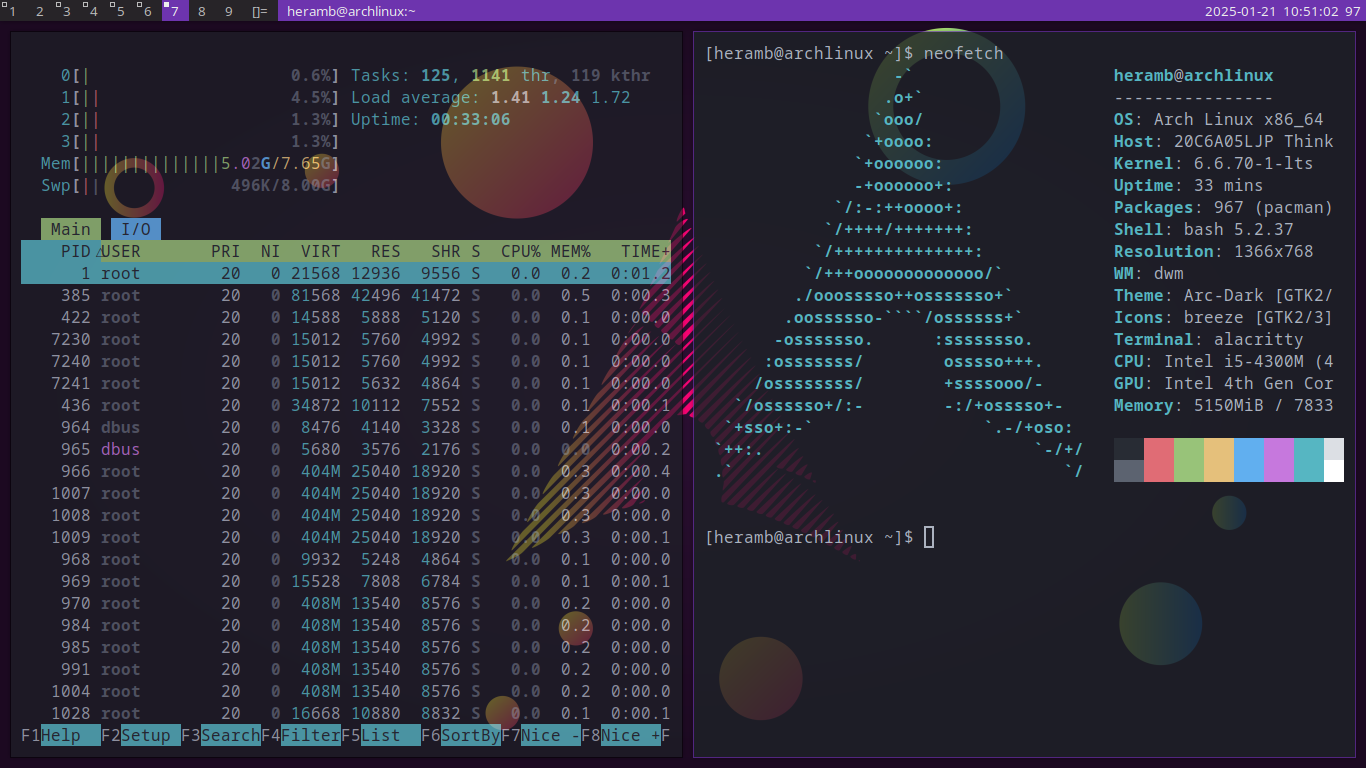 1 2 3 4 5 6 7 8 9 []= heramb@archlinux:~ 2025-01-21 10:51:02 97
0[| 0.6%] Tasks: 125, 1141 thr, 119 kthr
1[|| 4.5%] Load average: 1.41 1.24 1.72
2[|| 1.3%] Uptime: 00:33:06
3[|| 1.3%]
Mem[||||||||||||||5.02G/7.65G]
Swp[|| 496K/8.00G]
Main I/O
PID△USER PRI NI VIRT RES SHR S CPU% MEM% TIME+
1 root 20 0 21568 12936 9556 S 0.0 0.2 0:01.2
385 root 20 0 81568 42496 41472 S 0.0 0.5 0:00.3
422 root 20 0 14588 5888 5120 S 0.0 0.1 0:00.0
7230 root 20 0 15012 5760 4992 S 0.0 0.1 0:00.0
7240 root 20 0 15012 5760 4992 S 0.0 0.1 0:00.0
7241 root 20 0 15012 5632 4864 S 0.0 0.1 0:00.0
436 root 20 0 34872 10112 7552 S 0.0 0.1 0:00.1
964 dbus 20 0 8476 4140 3328 S 0.0 0.1 0:00.0
965 dbus 20 0 5680 3576 2176 S 0.0 0.0 0:00.2
966 root 20 0 404M 25040 18920 S 0.0 0.3 0:00.4
1007 root 20 0 404M 25040 18920 S 0.0 0.3 0:00.0
1008 root 20 0 404M 25040 18920 S 0.0 0.3 0:00.0
1009 root 20 0 404M 25040 18920 S 0.0 0.3 0:00.1
968 root 20 0 9932 5248 4864 S 0.0 0.1 0:00.0
969 root 20 0 15528 7808 6784 S 0.0 0.1 0:00.1
970 root 20 0 408M 13540 8576 S 0.0 0.2 0:00.0
984 root 20 0 408M 13540 8576 S 0.0 0.2 0:00.0
985 root 20 0 408M 13540 8576 S 0.0 0.2 0:00.0
991 root 20 0 408M 13540 8576 S 0.0 0.2 0:00.0
1004 root 20 0 408M 13540 8576 S 0.0 0.2 0:00.0
1028 root 20 0 16668 10880 8832 S 0.0 0.1 0:00.1
F1Help F2Setup F3SearchF4FilterF5List F6SortByF7Nice -F8Nice +F
[heramb@archlinux ~]$ neofetch
-` heramb@archlinux
.o+` ----------------
`ooo/ OS: Arch Linux x86_64
`+oooo: Host: 20C6A05LJP Think
`+oooooo: Kernel: 6.6.70-1-lts
-+oooooo+: Uptime: 33 mins
`/:-:++oooo+: Packages: 967 (pacman)
`/++++/+++++++: Shell: bash 5.2.37
`/++++++++++++++: Resolution: 1366x768
`/+++ooooooooooooo/` WM: dwm
./ooosssso++osssssso+` Theme: Arc-Dark [GTK2/
.oossssso-````/ossssss+` Icons: breeze [GTK2/3]
-osssssso. :ssssssso. Terminal: alacritty
:osssssss/ osssso+++. CPU: Intel i5-4300M (4
/ossssssss/ +ssssooo/- GPU: Intel 4th Gen Cor
`/ossssso+/:- -:/+osssso+- Memory: 5150MiB / 7833
`+sso+:-` `.-/+oso:
`++:. `-/+/
.` `/
[heramb@archlinux ~]$